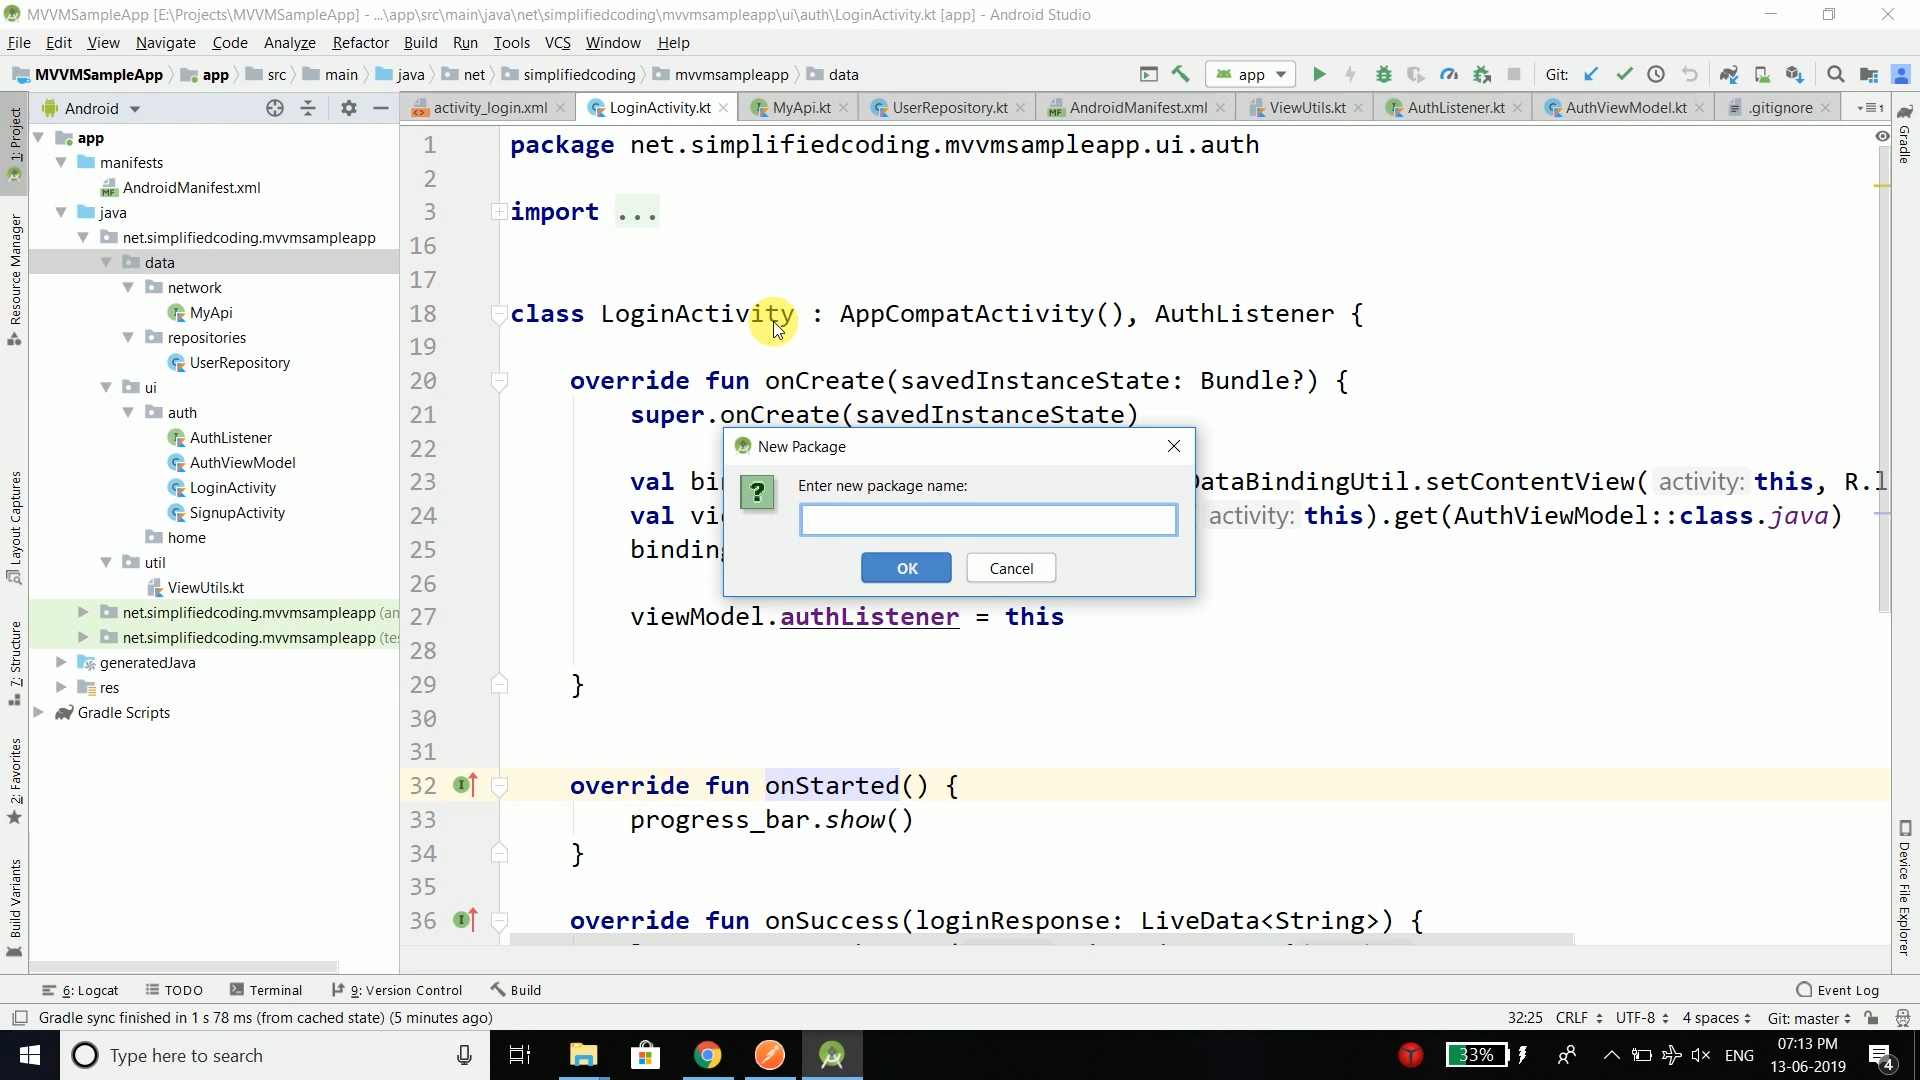 MVVMSampleApp [E:\Projects\MVVMSampleApp] - ...\app\src\main\java\net\simplifiedcoding\mvvmsampleapp\ui\auth\LoginActivity.kt [app] - Android Studio
File Edit View Navigate Code Analyze Refactor Build Run Tools VCS Window Help
MVVMSampleApp app src main java net simplifiedcoding mvvmsampleapp data app Git:
Android
activity_login.xml LoginActivity.kt MyApi.kt UserRepository.kt AndroidManifest.xml ViewUtils.kt AuthListener.kt AuthViewModel.kt .gitignore
1: Project
Resource Manager
Layout Captures
7: Structure
2: Favorites
Build Variants
app
manifests
AndroidManifest.xml
java
net.simplifiedcoding.mvvmsampleapp
data
network
MyApi
repositories
UserRepository
ui
auth
AuthListener
AuthViewModel
LoginActivity
SignupActivity
home
util
ViewUtils.kt
net.simplifiedcoding.mvvmsampleapp (an
net.simplifiedcoding.mvvmsampleapp (te
generatedJava
res
Gradle Scripts
1 package net.simplifiedcoding.mvvmsampleapp.ui.auth
2
3 import ...
16
17
18 class LoginActivity : AppCompatActivity(), AuthListener {
19
20 override fun onCreate(savedInstanceState: Bundle?) {
21 super.onCreate(savedInstanceState)
22
23 val bi DataBindingUtil.setContentView( activity: this, R.l
24 val vi activity: this).get(AuthViewModel::class.java)
25 binding
26
27 viewModel.authListener = this
28
29 }
30
31
32 override fun onStarted() {
33 progress_bar.show()
34 }
35
36 override fun onSuccess(loginResponse: LiveData<String>) {
New Package
Enter new package name:
OK Cancel
Gradle
Device File Explorer
6: Logcat TODO Terminal 9: Version Control Build Event Log
Gradle sync finished in 1 s 78 ms (from cached state) (5 minutes ago) 32:25 CRLF UTF-8 4 spaces Git: master
Type here to search 33% ENG 07:13 PM
13-06-2019 4